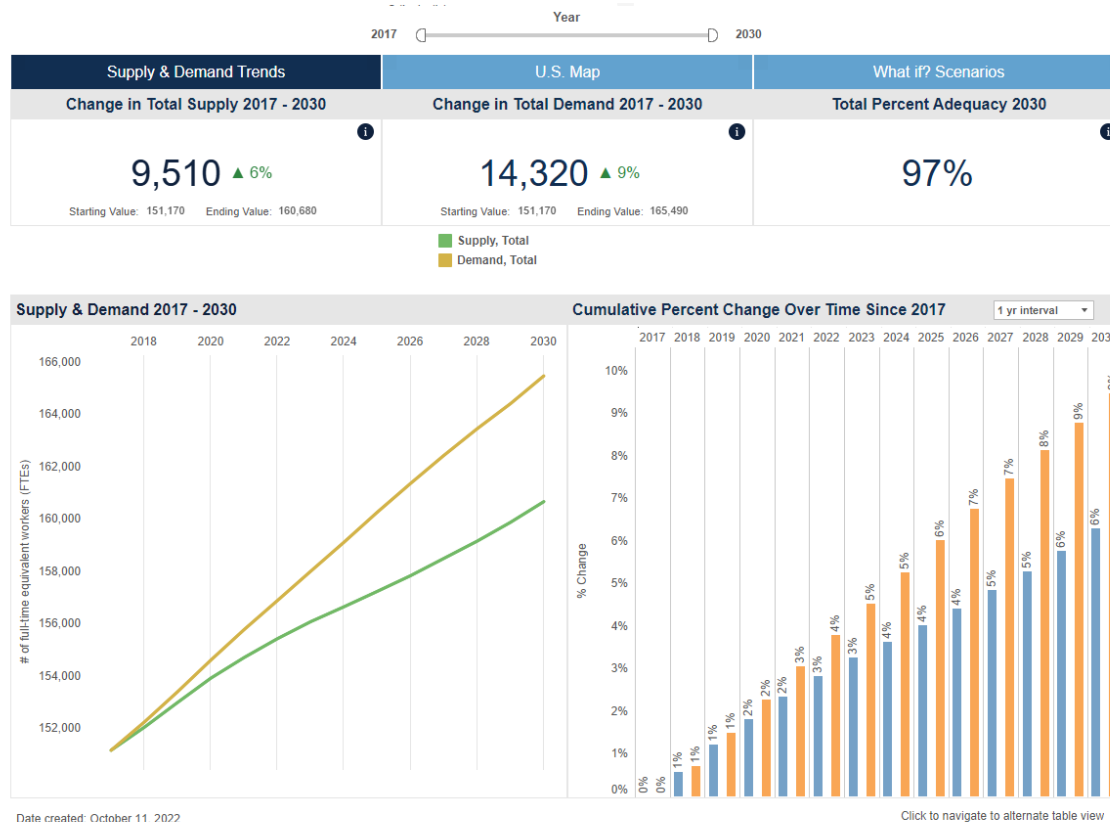 Year
2017 2030
Supply & Demand Trends U.S. Map What if? Scenarios
Change in Total Supply 2017 - 2030 Change in Total Demand 2017 - 2030 Total Percent Adequacy 2030
i i i
9,510 ▲ 6% 14,320 ▲ 9% 97%
Starting Value: 151,170 Ending Value: 160,680 Starting Value: 151,170 Ending Value: 165,490
Supply, Total
Demand, Total
Supply & Demand 2017 - 2030
2018 2020 2022 2024 2026 2028 2030
166,000
164,000
162,000
160,000
158,000
156,000
154,000
152,000
# of full-time equivalent workers (FTEs)
Cumulative Percent Change Over Time Since 2017 1 yr interval
2017 2018 2019 2020 2021 2022 2023 2024 2025 2026 2027 2028 2029
10%
9%
8%
7%
6%
5%
4%
3%
2%
1%
0%
% Change
0% 0% 1% 1% 1% 1% 2% 2% 2% 3% 3% 4% 3% 5% 4% 5% 4% 6% 4% 7% 5% 7% 5% 8% 6% 9% 6%
Date created: October 11, 2022
Click to navigate to alternate table view